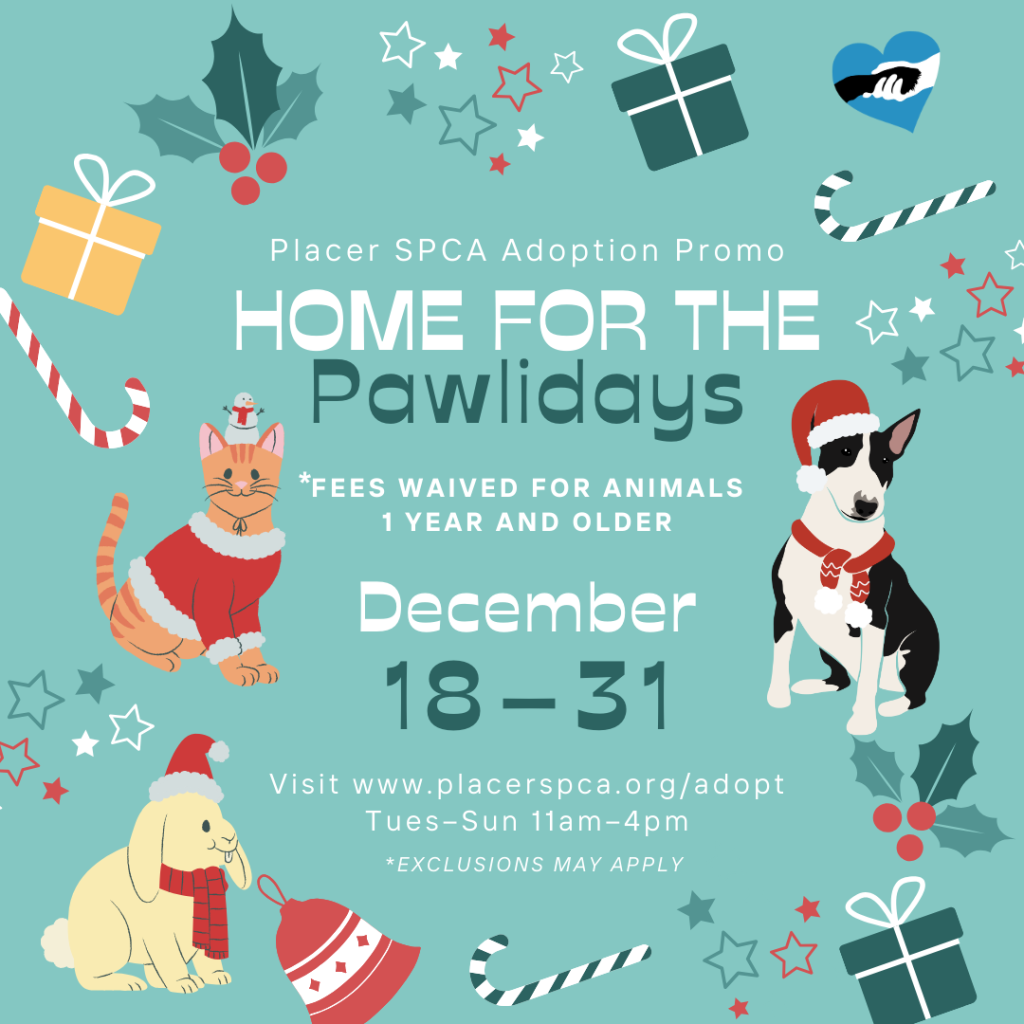 Placer SPCA Adoption Promo
HOME FOR THE
Pawlidays
*FEES WAIVED FOR ANIMALS
1 YEAR AND OLDER
December
18 – 31
Visit www.placerspca.org/adopt
Tues–Sun 11am–4pm
*EXCLUSIONS MAY APPLY